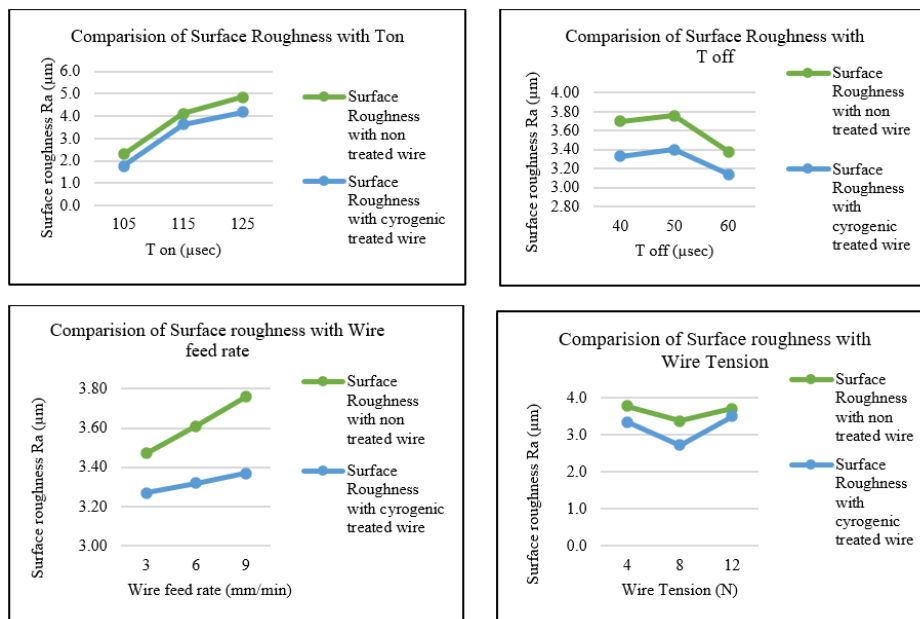 Comparision of Surface Roughness with Ton
Surface roughness Ra (µm)
6.0
5.0
4.0
3.0
2.0
1.0
0.0
105 115 125
T on (µsec)
Surface
Roughness
with non
treated wire
Surface
Roughness
with cyrogenic
treated wire
Comparision of Surface Roughness with
T off
Surface roughness Ra (µm)
4.00
3.80
3.60
3.40
3.20
3.00
2.80
40 50 60
T off (µsec)
Surface
Roughness
with non
treated wire
Surface
Roughness
with
cyrogenic
treated wire
Comparision of Surface roughness with Wire
feed rate
Surface roughness Ra (µm)
3.80
3.60
3.40
3.20
3.00
3 6 9
Wire feed rate (mm/min)
Surface
Roughness
with non
treated wire
Surface
Roughness
with cyrogenic
treated wire
Comparision of Surface roughness with
Wire Tension
Surface roughness Ra (µm)
4.0
3.0
2.0
1.0
0.0
4 8 12
Wire Tension (N)
Surface
Roughness
with non
treated wire
Surface
Roughness
with
cyrogenic
treated wire